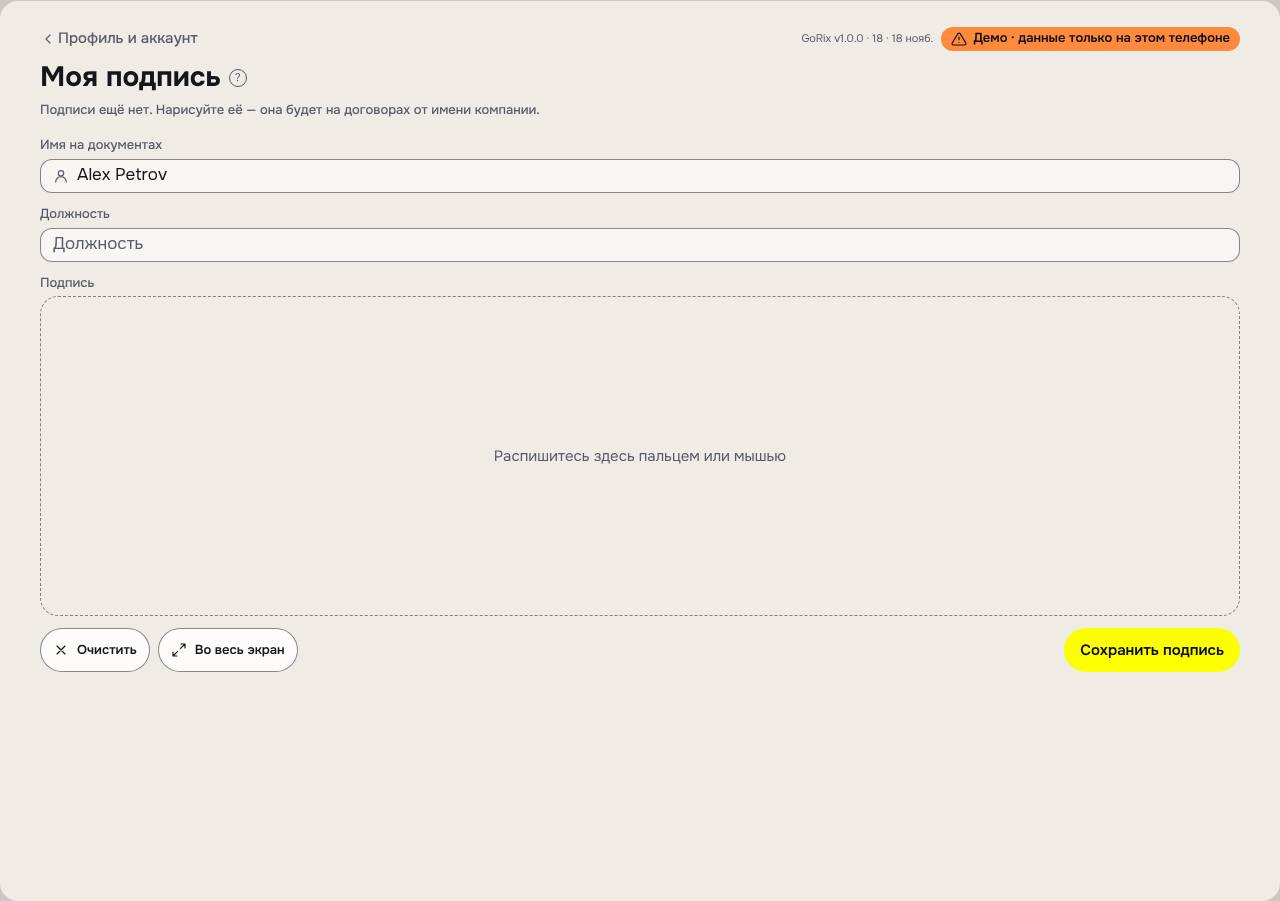 Профиль и аккаунт
GoRix v1.0.0 · 18 · 18 нояб.
Демо · данные только на этом телефоне
Моя подпись ?
Подписи ещё нет. Нарисуйте её — она будет на договорах от имени компании.
Имя на документах
Alex Petrov
Должность
Должность
Подпись
Распишитесь здесь пальцем или мышью
Очистить
Во весь экран
Сохранить подпись